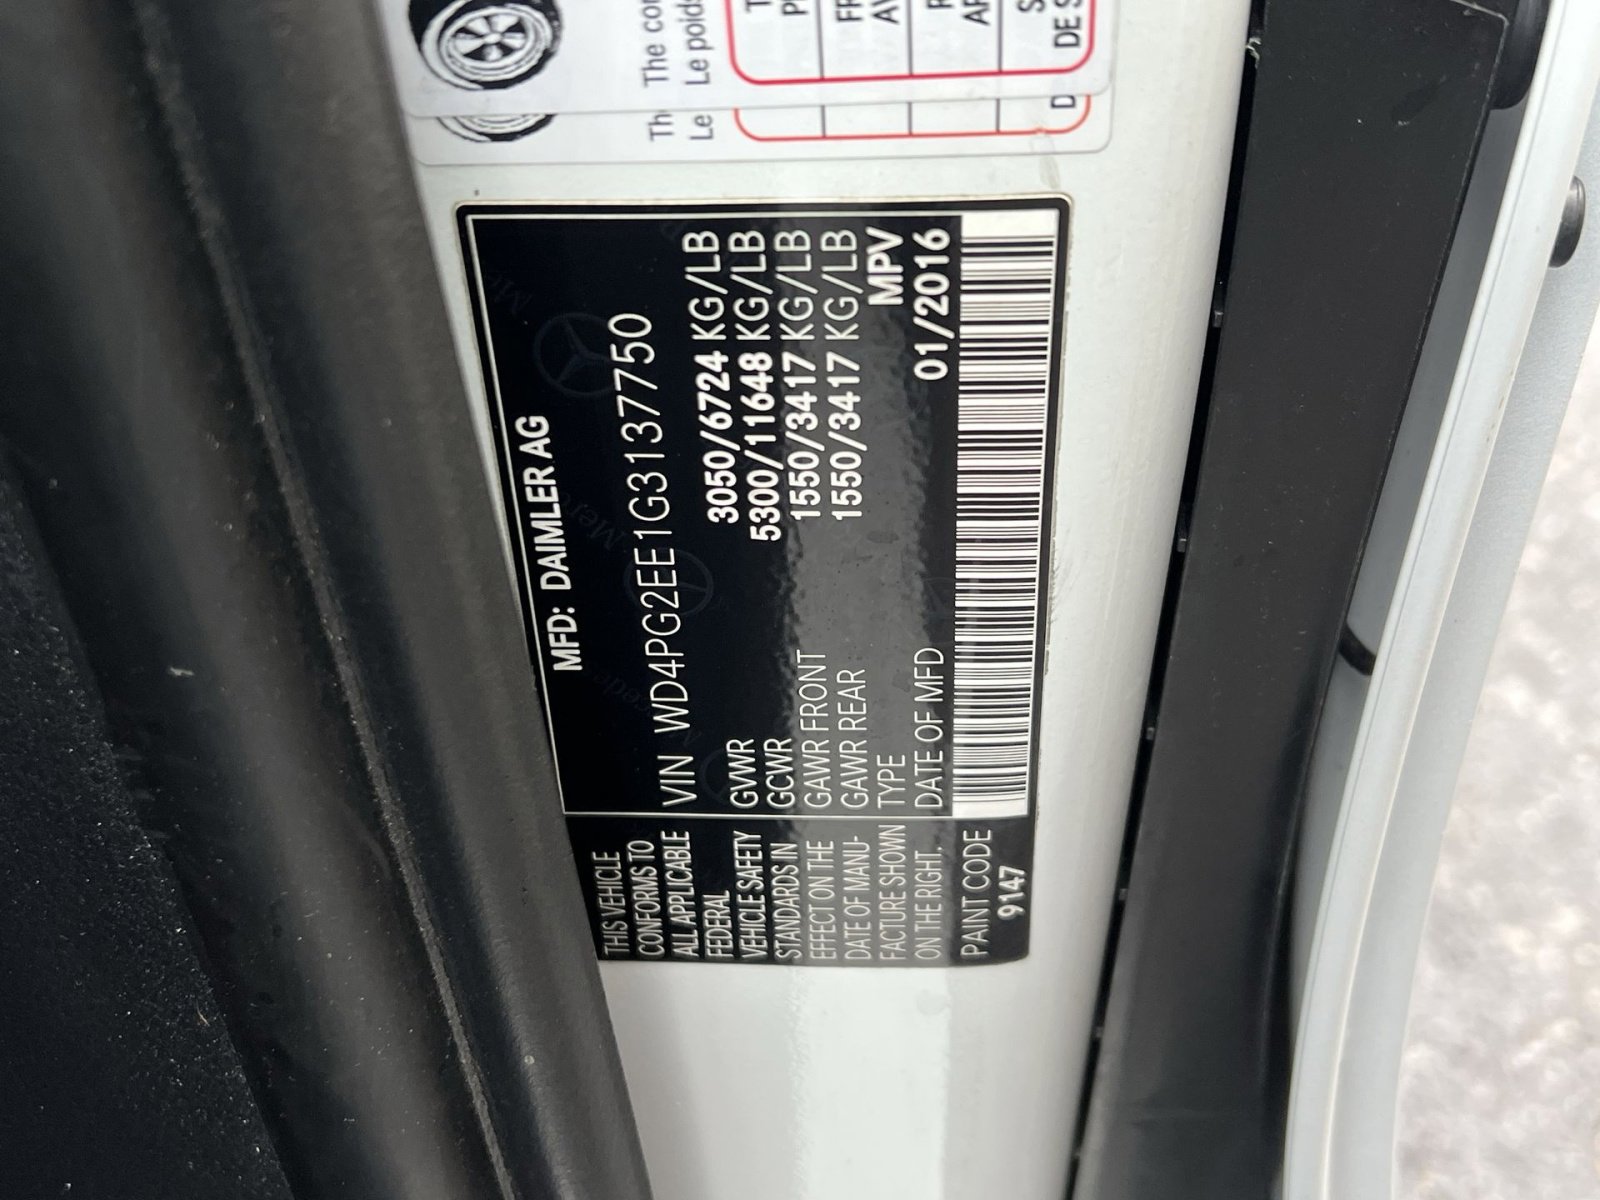 MFD: DAIMLER AG
VIN WD4PG2EE1G3137750
GVWR 3050/6724 KG/LB
GCWR 5300/11648 KG/LB
GAWR FRONT 1550/3417 KG/LB
GAWR REAR 1550/3417 KG/LB
TYPE MPV
DATE OF MFD 01/2016
THIS VEHICLE
CONFORMS TO
ALL APPLICABLE
FEDERAL
VEHICLE SAFETY
STANDARDS IN
EFFECT ON THE
DATE OF MANU-
FACTURE SHOWN
ON THE RIGHT.
PAINT CODE
9147
The
Le poids
Le